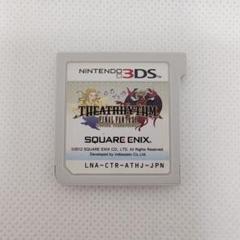 NINTENDO 3DS
THEATRHYTHM
FINAL FANTASY
SQUARE ENIX
©2012 SQUARE ENIX CO., LTD. All Rights Reserved.
Developed by indieszero Co.,Ltd.
LNA-CTR-ATHJ-JPN